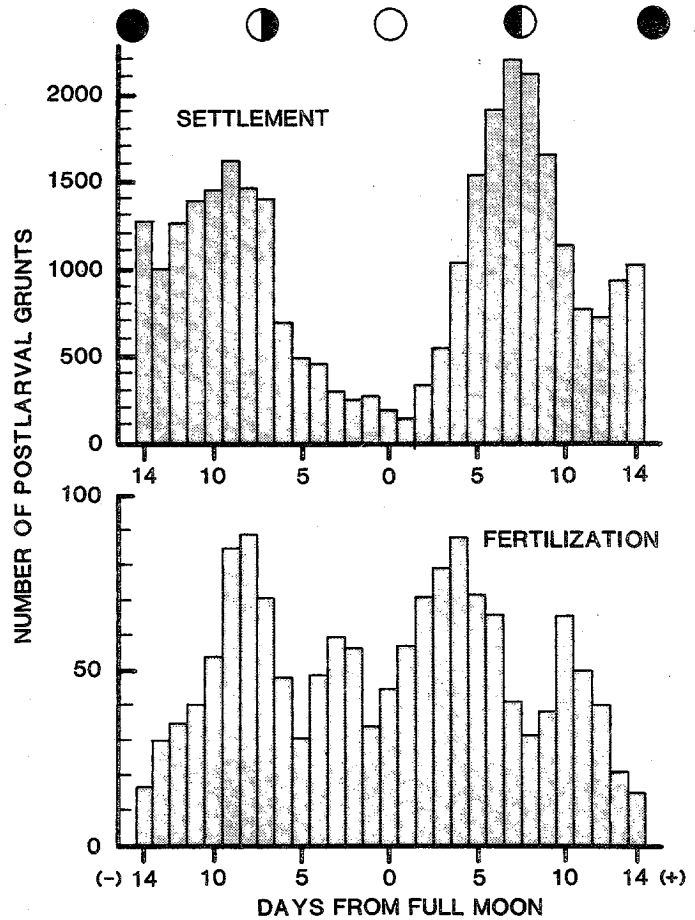 SETTLEMENT
2000
1500
1000
500
0
14 10 5 0 5 10 14
NUMBER OF POSTLARVAL GRUNTS
FERTILIZATION
100
50
0
(-) 14 10 5 0 5 10 14 (+)
DAYS FROM FULL MOON